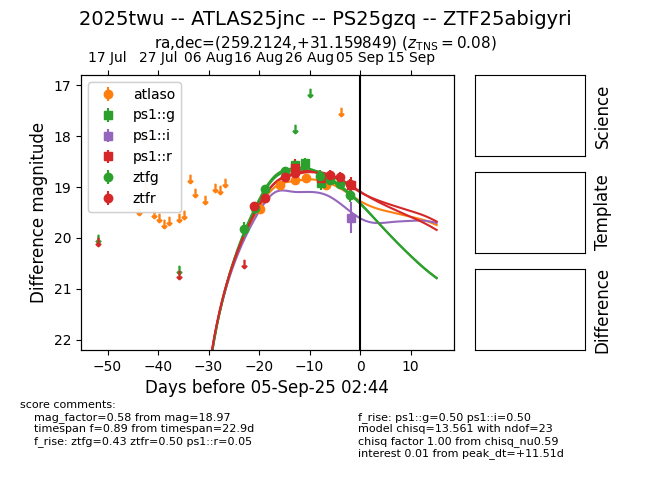 2025twu -- ATLAS25jnc -- PS25gzq -- ZTF25abigyri
ra,dec=(259.2124,+31.159849) (z_TNS = 0.08)
17 Jul 27 Jul 06 Aug 16 Aug 26 Aug 05 Sep 15 Sep
17
18
19
20
21
22
Difference magnitude
atlaso
ps1::g
ps1::i
ps1::r
ztfg
ztfr
−50 −40 −30 −20 −10 0 10
Days before 05-Sep-25 02:44
Science
Template
Difference
score comments:
mag_factor=0.58 from mag=18.97
timespan f=0.89 from timespan=22.9d
f_rise: ztfg=0.43 ztfr=0.50 ps1::r=0.05
f_rise: ps1::g=0.50 ps1::i=0.50
model chisq=13.561 with ndof=23
chisq factor 1.00 from chisq_nu0.59
interest 0.01 from peak_dt=+11.51d